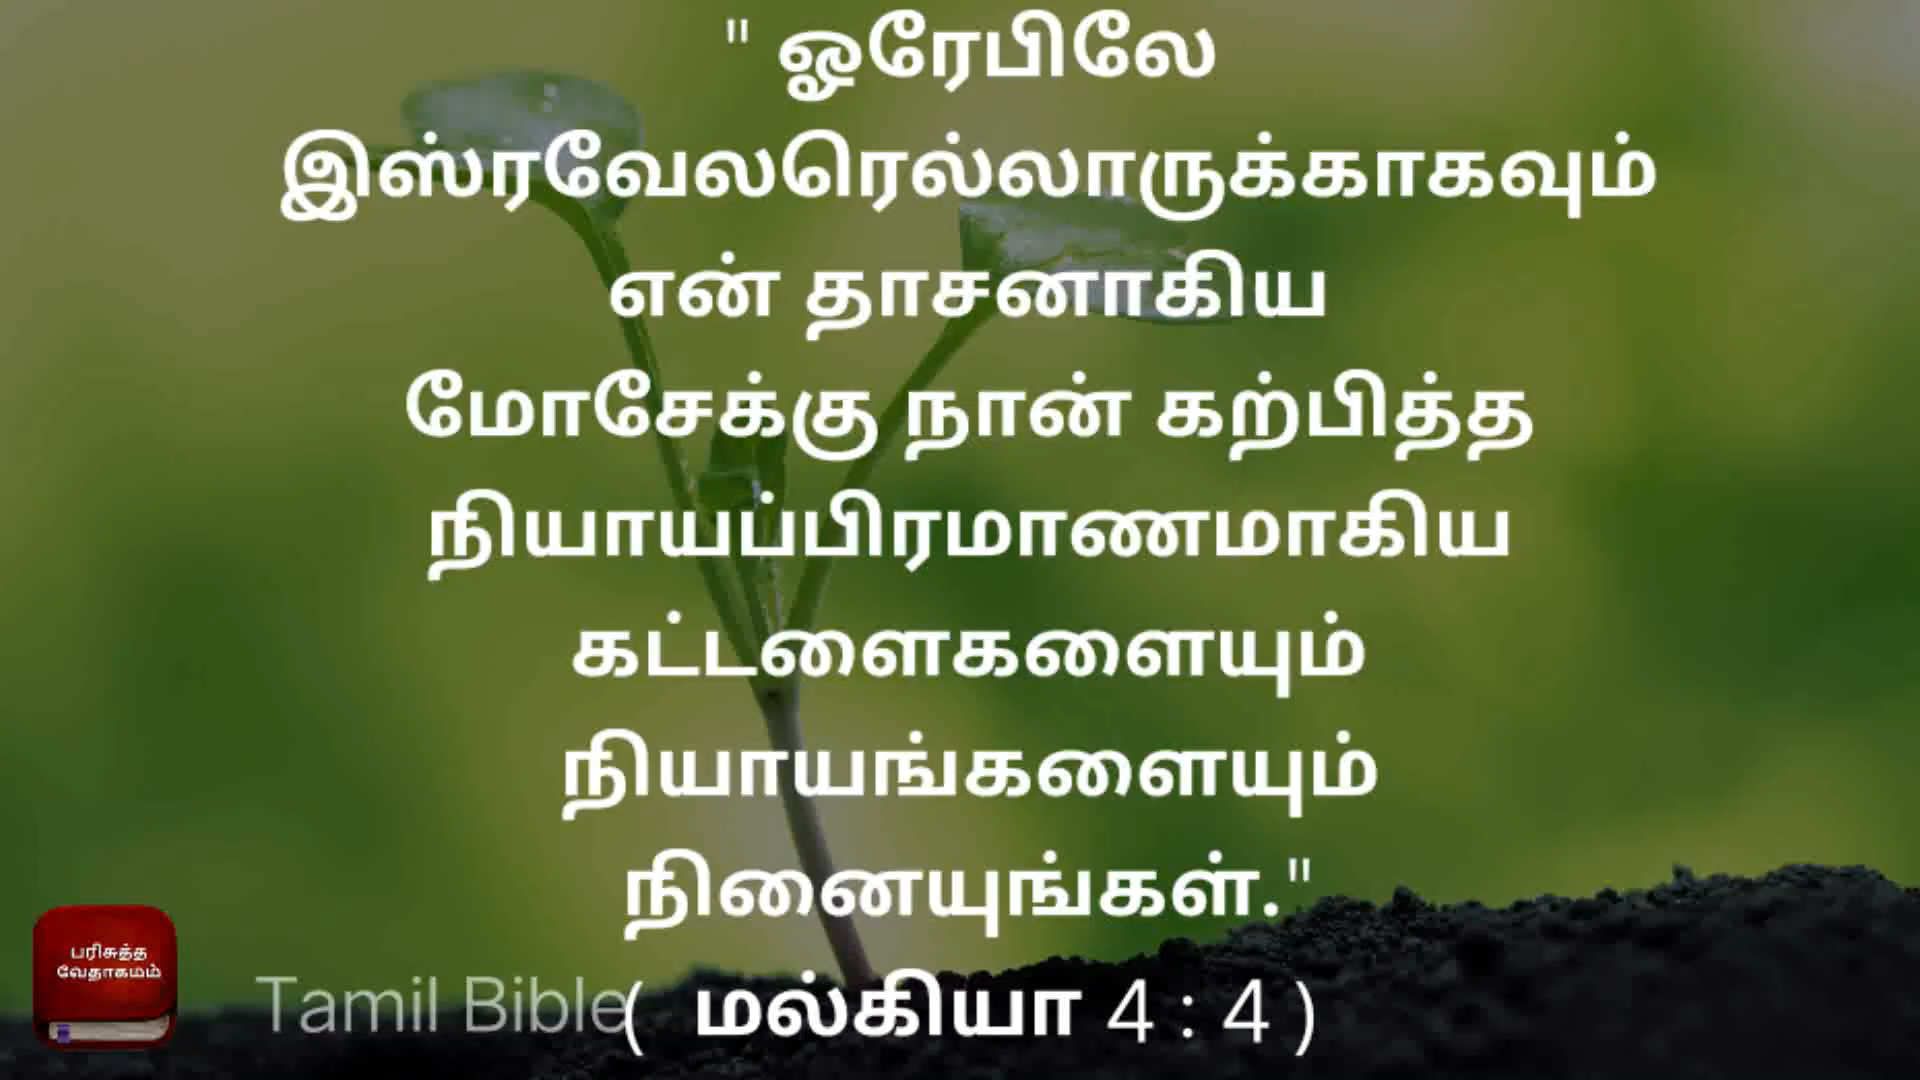 " ஓரேபிலே
இஸ்ரவேலரெல்லாருக்காகவும்
என் தாசனாகிய
மோசேக்கு நான் கற்பித்த
நியாயப்பிரமாணமாகிய
கட்டளைகளையும்
நியாயங்களையும்
நினையுங்கள்."
( மல்கியா 4 : 4 )
பரிசுத்த
வேதாகமம்
Tamil Bible